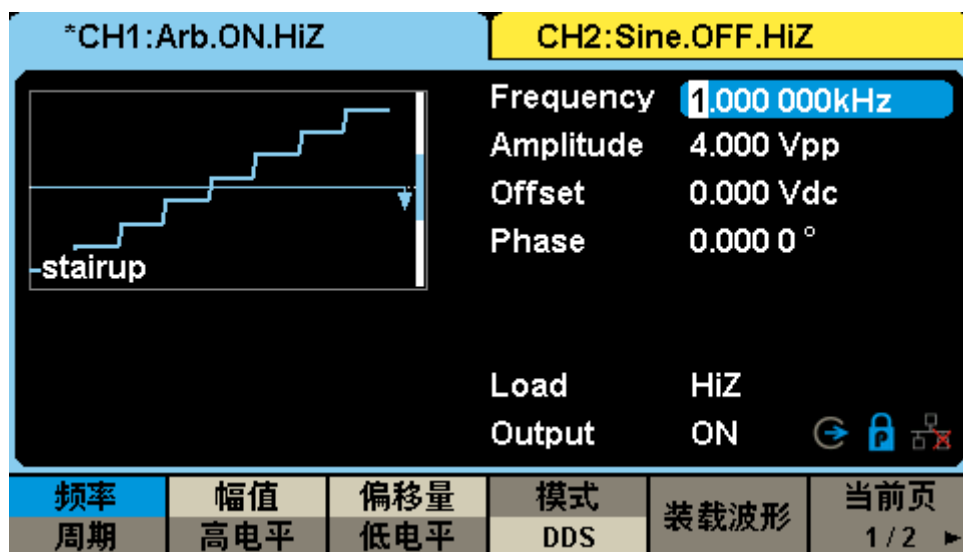 *CH1:Arb.ON.HiZ CH2:Sine.OFF.HiZ
Frequency 1.000 000kHz
Amplitude 4.000 Vpp
Offset 0.000 Vdc
Phase 0.000 0 °
stairup
Load HiZ
Output ON
频率 幅值 偏移量 模式 装载波形 当前页
周期 高电平 低电平 DDS 1/2 ►